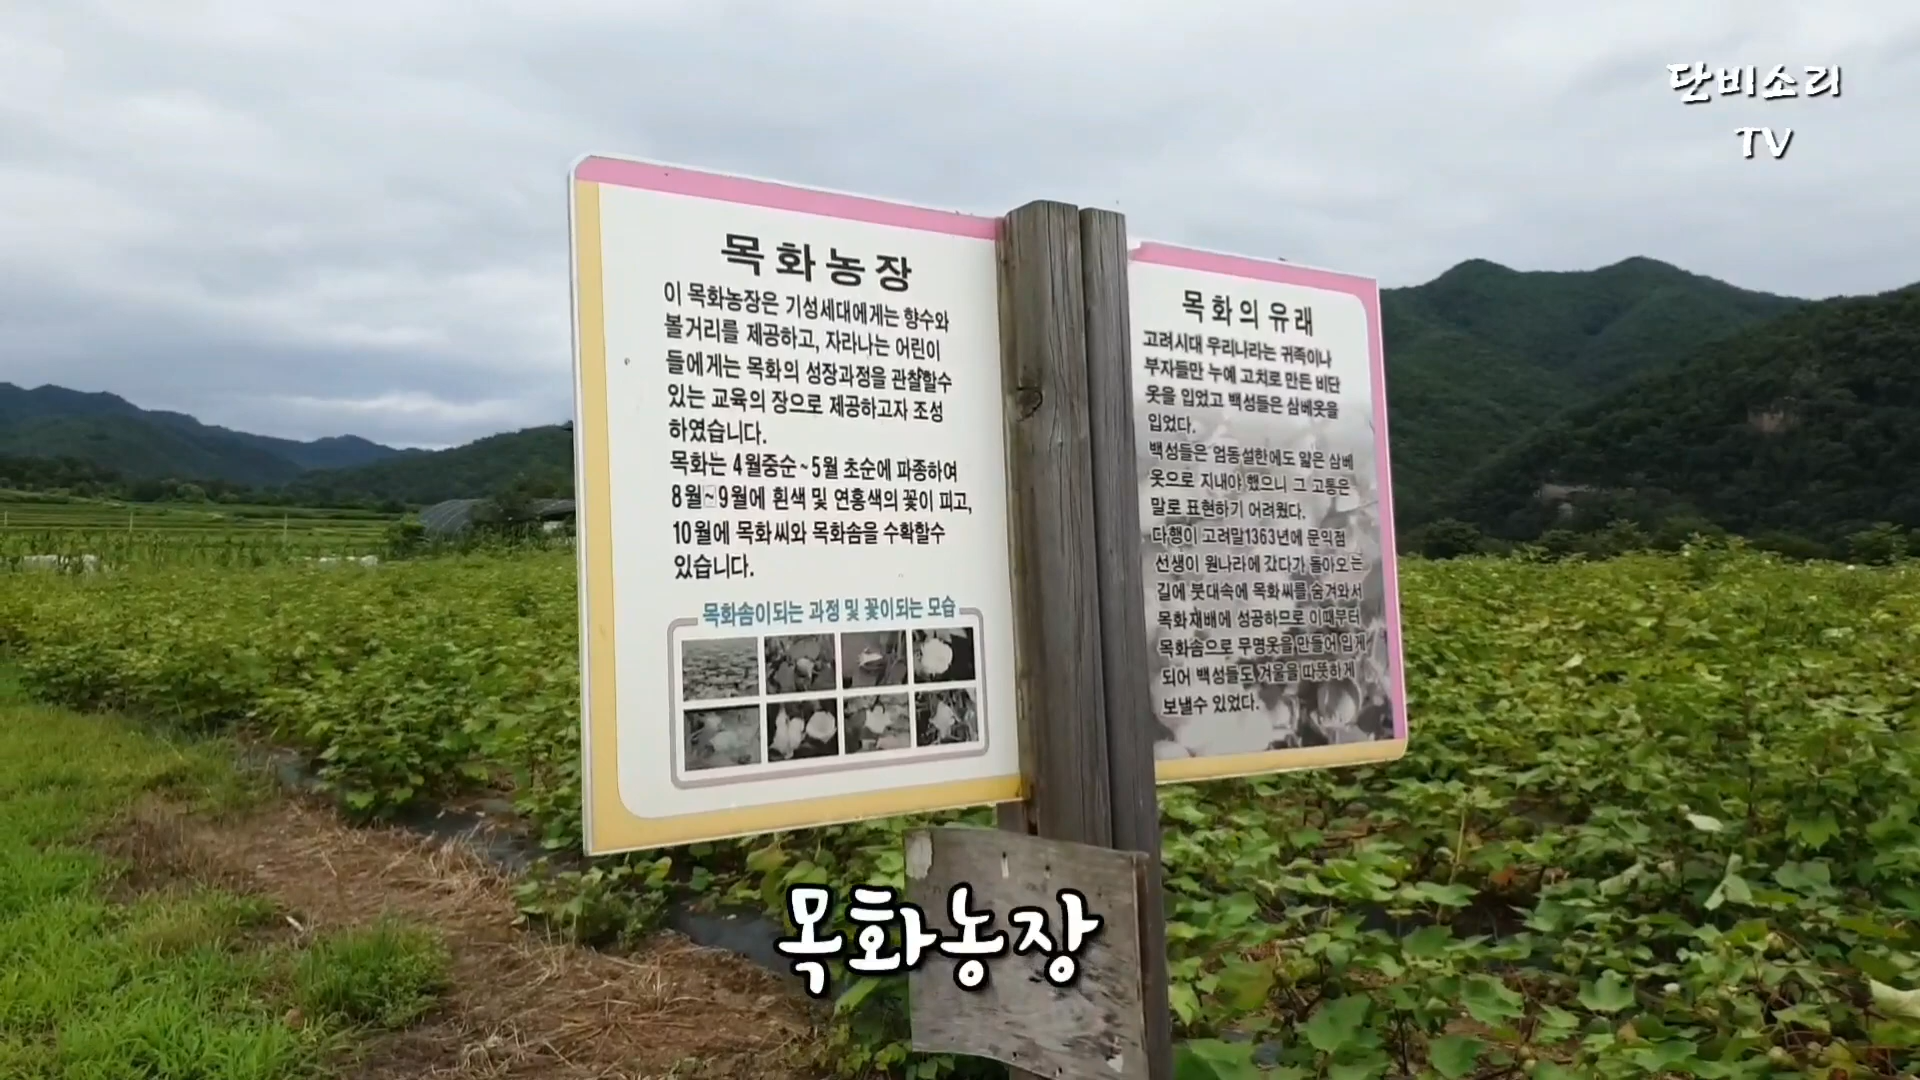 단비소리
TV
목화농장
이 목화농장은 기성세대에게는 향수와
볼거리를 제공하고, 자라나는 어린이
들에게는 목화의 성장과정을 관찰할수
있는 교육의 장으로 제공하고자 조성
하였습니다.
목화는 4월중순~5월 초순에 파종하여
8월~9월에 흰색 및 연홍색의 꽃이 피고,
10월에 목화씨와 목화솜을 수확할수
있습니다.
목화솜이되는 과정 및 꽃이되는 모습
목화의 유래
고려시대 우리나라는 귀족이나
부자들만 누에 고치로 만든 비단
옷을 입었고 백성들은 삼베옷을
입었다.
백성들은 엄동설한에도 얇은 삼베
옷으로 지내야 했으니 그 고통은
말로 표현하기 어려웠다.
다행이 고려말1363년에 문익점
선생이 원나라에 갔다가 돌아오는
길에 붓대속에 목화씨를 숨겨와서
목화재배에 성공하므로 이때부터
목화솜으로 무명옷을 만들어 입게
되어 백성들도 겨울을 따뜻하게
보낼수 있었다.
목화농장